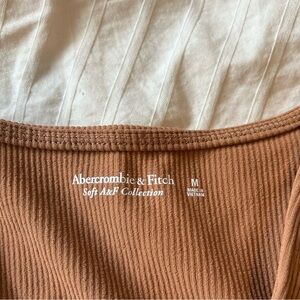 Abercrombie & Fitch
Soft A&F Collection
M
MADE IN
VIETNAM